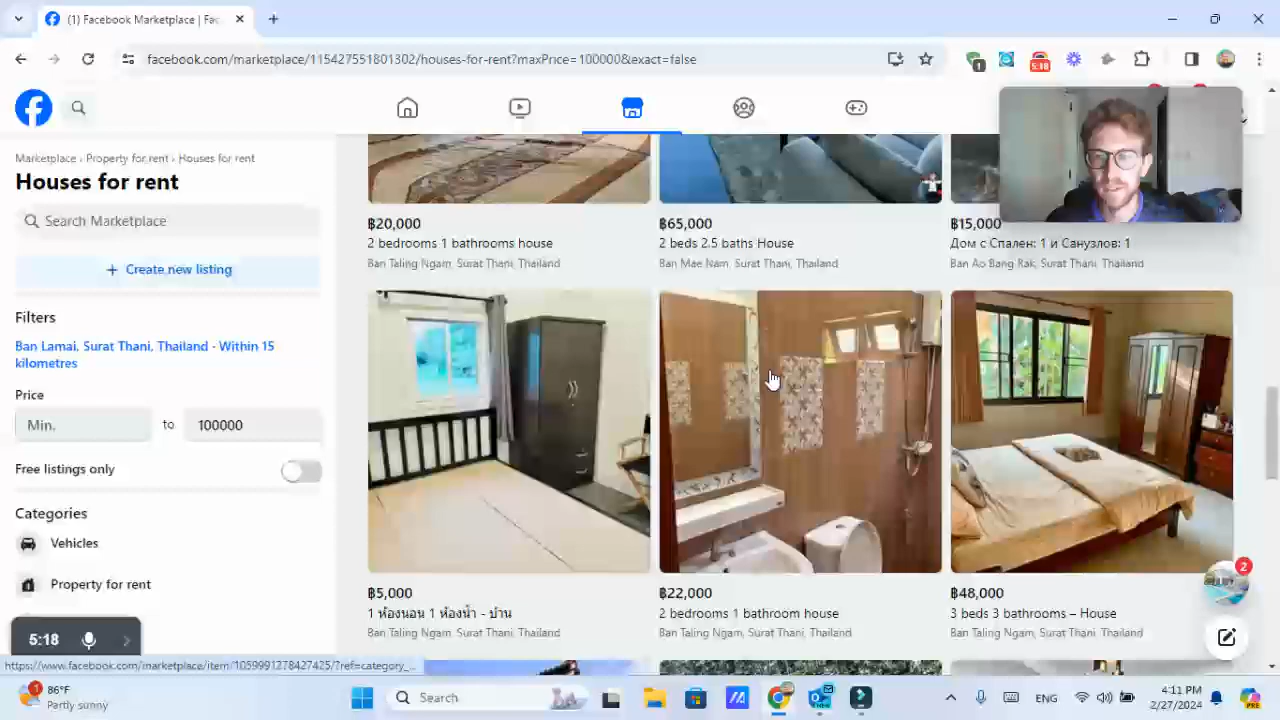 (1) Facebook Marketplace | Fac
facebook.com/marketplace/115427551801302/houses-for-rent?maxPrice=100000&exact=false
1
5:18
Marketplace › Property for rent › Houses for rent
Houses for rent
Search Marketplace
+ Create new listing
Filters
Ban Lamai, Surat Thani, Thailand - Within 15
kilometres
Price
Min.
to
100000
Free listings only
Categories
Vehicles
Property for rent
5:18
฿20,000
2 bedrooms 1 bathrooms house
Ban Taling Ngam, Surat Thani, Thailand
฿65,000
2 beds 2.5 baths House
Ban Mae Nam, Surat Thani, Thailand
฿15,000
Дом с Спален: 1 и Санузлов: 1
Ban Ao Bang Rak, Surat Thani, Thailand
฿5,000
1 ห้องนอน 1 ห้องน้ำ - บ้าน
Ban Taling Ngam, Surat Thani, Thailand
฿22,000
2 bedrooms 1 bathroom house
Ban Taling Ngam, Surat Thani, Thailand
฿48,000
3 beds 3 bathrooms – House
Ban Taling Ngam, Surat Thani, Thailand
2
https://www.facebook.com/marketplace/item/1059991278427425/?ref=category_...
1
86°F
Partly sunny
Search
ENG
4:11 PM
2/27/2024
PRE